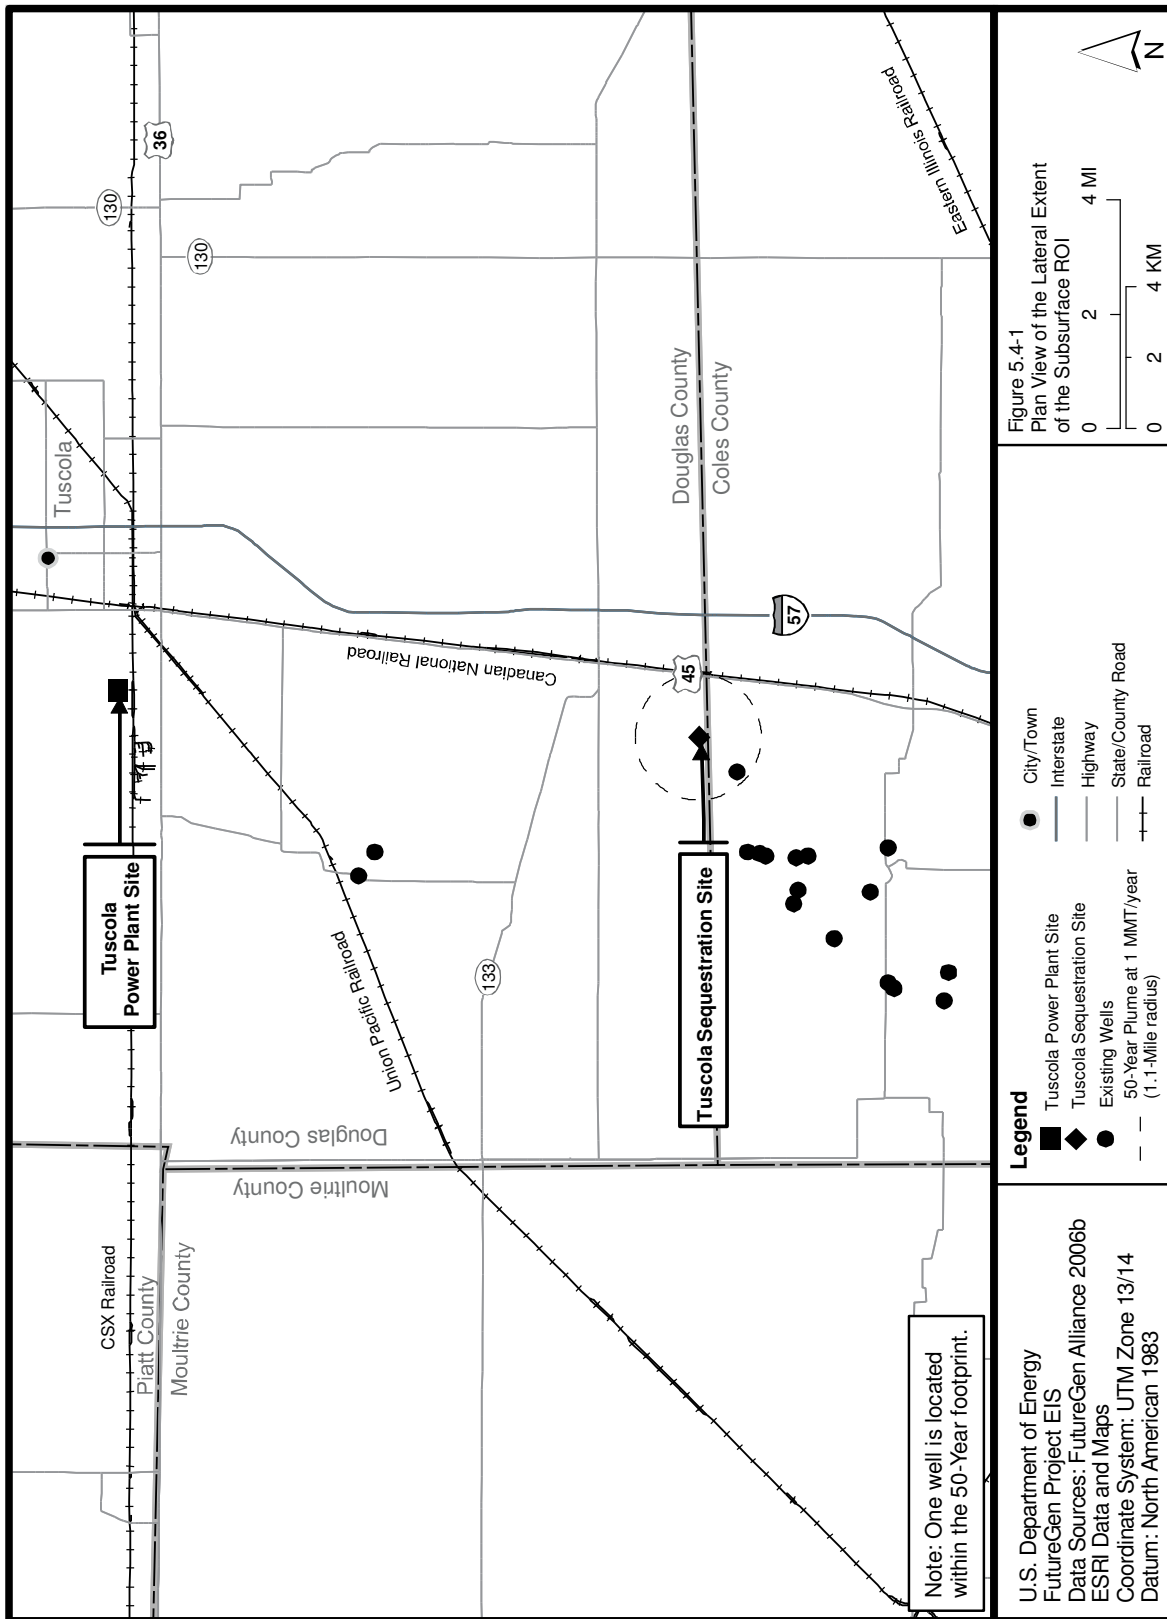 CSX Railroad
Piatt County
Moultrie County
Moultrie County
Douglas County
Tuscola
Power Plant Site
Union Pacific Railroad
133
Tuscola
130
36
130
Canadian National Railroad
Tuscola Sequestration Site
45
57
Douglas County
Coles County
Eastern Illinois Railroad
Note: One well is located
within the 50-Year footprint.
U.S. Department of Energy
FutureGen Project EIS
Data Sources: FutureGen Alliance 2006b
ESRI Data and Maps
Coordinate System: UTM Zone 13/14
Datum: North American 1983
Legend
Tuscola Power Plant Site
Tuscola Sequestration Site
Existing Wells
50-Year Plume at 1 MMT/year
(1.1-Mile radius)
City/Town
Interstate
Highway
State/County Road
Railroad
Figure 5.4-1
Plan View of the Lateral Extent
of the Subsurface ROI
0 2 4 MI
0 2 4 KM
N